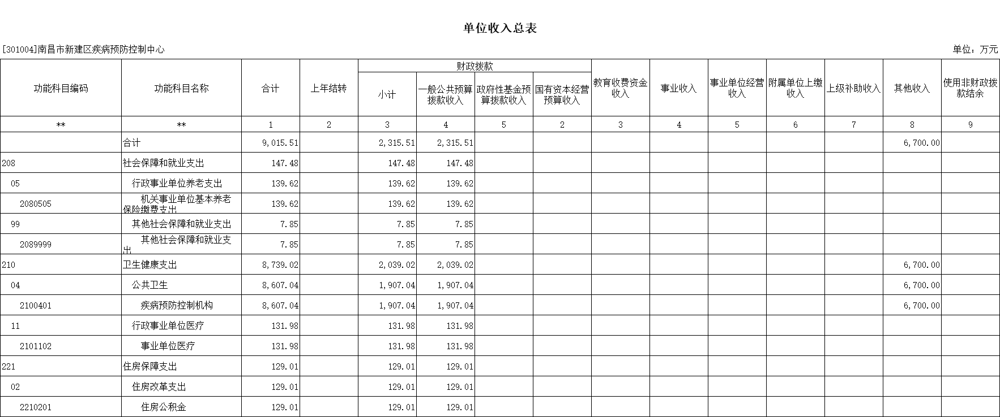 单位收入总表
[301004]南昌市新建区疾病预防控制中心 单位：万元
功能科目编码 功能科目名称 合计 上年结转 财政拨款 教育收费资金收入 事业收入 事业单位经营收入 附属单位上缴收入 上级补助收入 其他收入 使用非财政拨款结余
小计 一般公共预算拨款收入 政府性基金预算拨款收入 国有资本经营预算收入
** ** 1 2 3 4 5 2 3 4 5 6 7 8 9
合计 9,015.51 2,315.51 2,315.51 6,700.00
208 社会保障和就业支出 147.48 147.48 147.48
05 行政事业单位养老支出 139.62 139.62 139.62
2080505 机关事业单位基本养老保险缴费支出 139.62 139.62 139.62
99 其他社会保障和就业支出 7.85 7.85 7.85
2089999 其他社会保障和就业支出 7.85 7.85 7.85
210 卫生健康支出 8,739.02 2,039.02 2,039.02 6,700.00
04 公共卫生 8,607.04 1,907.04 1,907.04 6,700.00
2100401 疾病预防控制机构 8,607.04 1,907.04 1,907.04 6,700.00
11 行政事业单位医疗 131.98 131.98 131.98
2101102 事业单位医疗 131.98 131.98 131.98
221 住房保障支出 129.01 129.01 129.01
02 住房改革支出 129.01 129.01 129.01
2210201 住房公积金 129.01 129.01 129.01